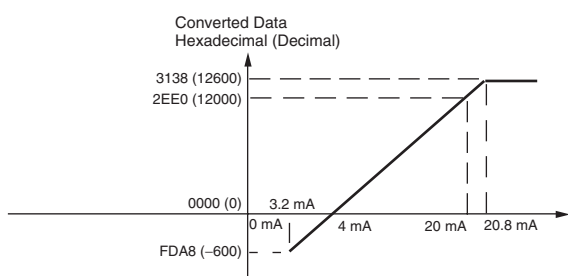 Converted Data
Hexadecimal (Decimal)
3138 (12600)
2EE0 (12000)
0000 (0)
3.2 mA
0 mA
4 mA
20 mA
20.8 mA
FDA8 (−600)